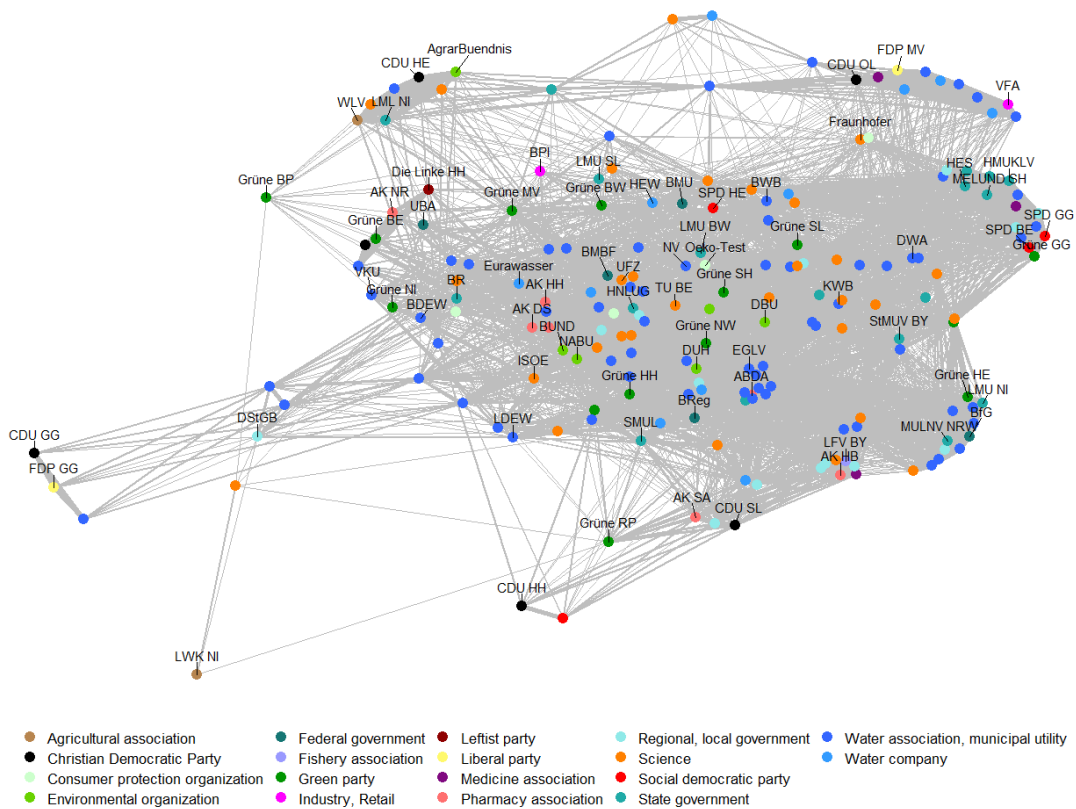 AgrarBuendnis
CDU HE
FDP MV
CDU OL
VFA
WLV
LML NI
Fraunhofer
BPI
LMU SL
HES
HMUKLV
MELUND SH
Die Linke HH
Grüne BP
AK NR
UBA
Grüne MV
Grüne BW
HEW
BMU
SPD HE
BWB
Grüne BE
LMU BW
Grüne SL
SPD GG
SPD BE
Grüne GG
NV Oeko-Test
DWA
BMBF
UFZ
VKU
Eurawasser
Grüne SH
BR
Grüne NI
AK HH
HNLUG
TU BE
KWB
BDEW
AK DS
DBU
StMUV BY
BUND
NABU
Grüne NW
ISOE
DUH
EGLV
Grüne HH
ABDA
Grüne HE
LMU NI
BReg
BfG
DStGB
LDEW
SMUL
MULNV NRW
CDU GG
LFV BY
AK HB
FDP GG
AK SA
CDU SL
Grüne RP
CDU HH
LWK NI
Agricultural association
Federal government
Leftist party
Regional, local government
Water association, municipal utility
Christian Democratic Party
Fishery association
Liberal party
Science
Water company
Consumer protection organization
Green party
Medicine association
Social democratic party
Environmental organization
Industry, Retail
Pharmacy association
State government